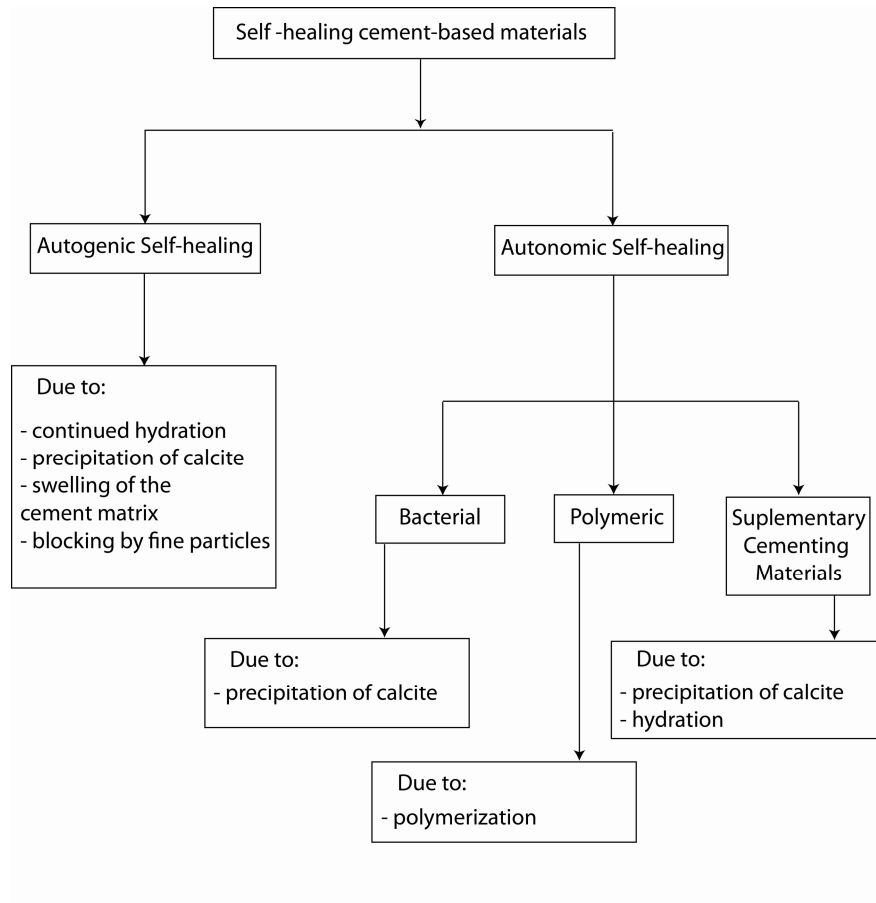 Self -healing cement-based materials
Autogenic Self-healing
Autonomic Self-healing
Due to:
- continued hydration
- precipitation of calcite
- swelling of the
cement matrix
- blocking by fine particles
Bacterial
Polymeric
Suplementary
Cementing
Materials
Due to:
- precipitation of calcite
Due to:
- precipitation of calcite
- hydration
Due to:
- polymerization